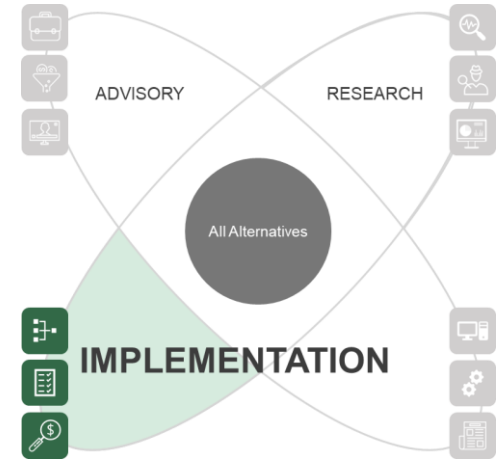 ADVISORY
RESEARCH
All Alternatives
IMPLEMENTATION